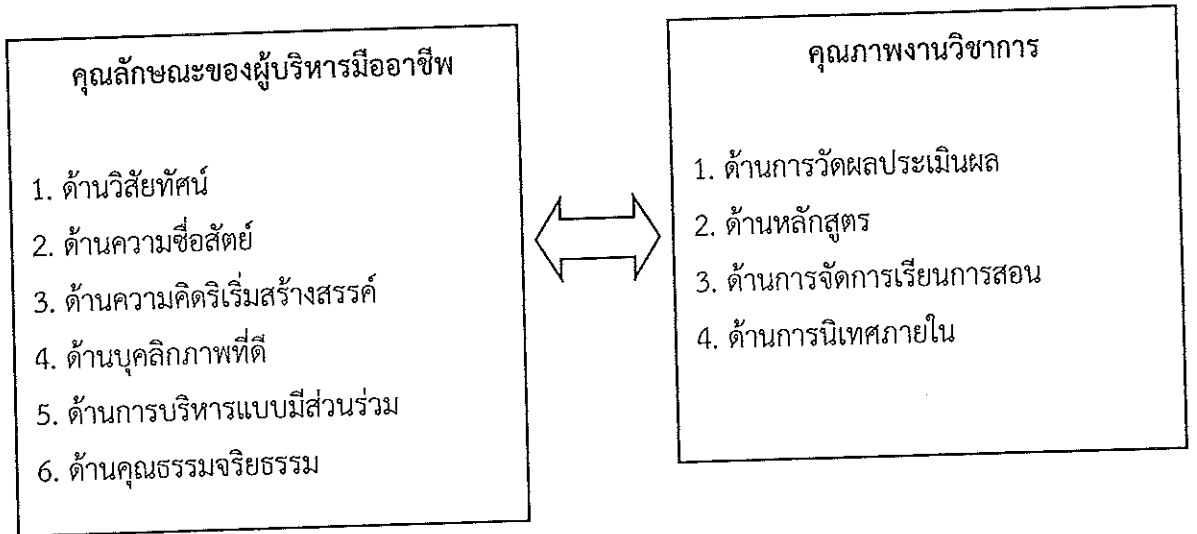 คุณลักษณะของผู้บริหารมืออาชีพ
1. ด้านวิสัยทัศน์
2. ด้านความซื่อสัตย์
3. ด้านความคิดริเริ่มสร้างสรรค์
4. ด้านบุคลิกภาพที่ดี
5. ด้านการบริหารแบบมีส่วนร่วม
6. ด้านคุณธรรมจริยธรรม
คุณภาพงานวิชาการ
1. ด้านการวัดผลประเมินผล
2. ด้านหลักสูตร
3. ด้านการจัดการเรียนการสอน
4. ด้านการนิเทศภายใน